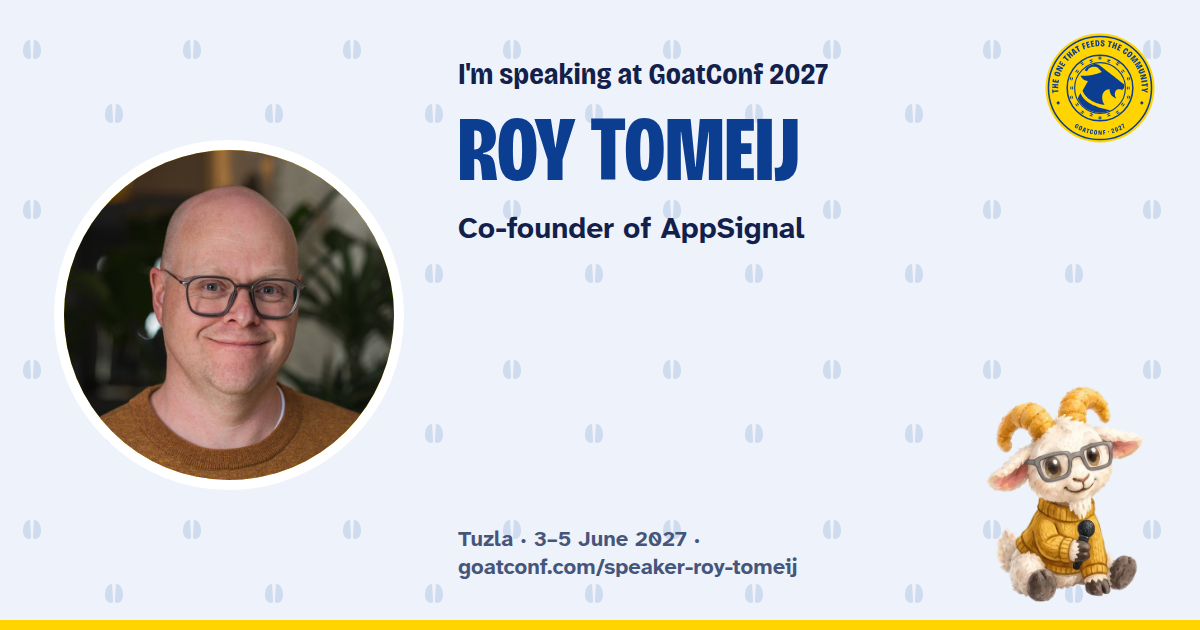 I'm speaking at GoatConf 2027
ROY TOMEIJ
Co-founder of AppSignal
Tuzla · 3–5 June 2027 ·
goatconf.com/speaker-roy-tomeij
THE ONE THAT FEEDS THE COMMUNITY
GOATCONF · 2027